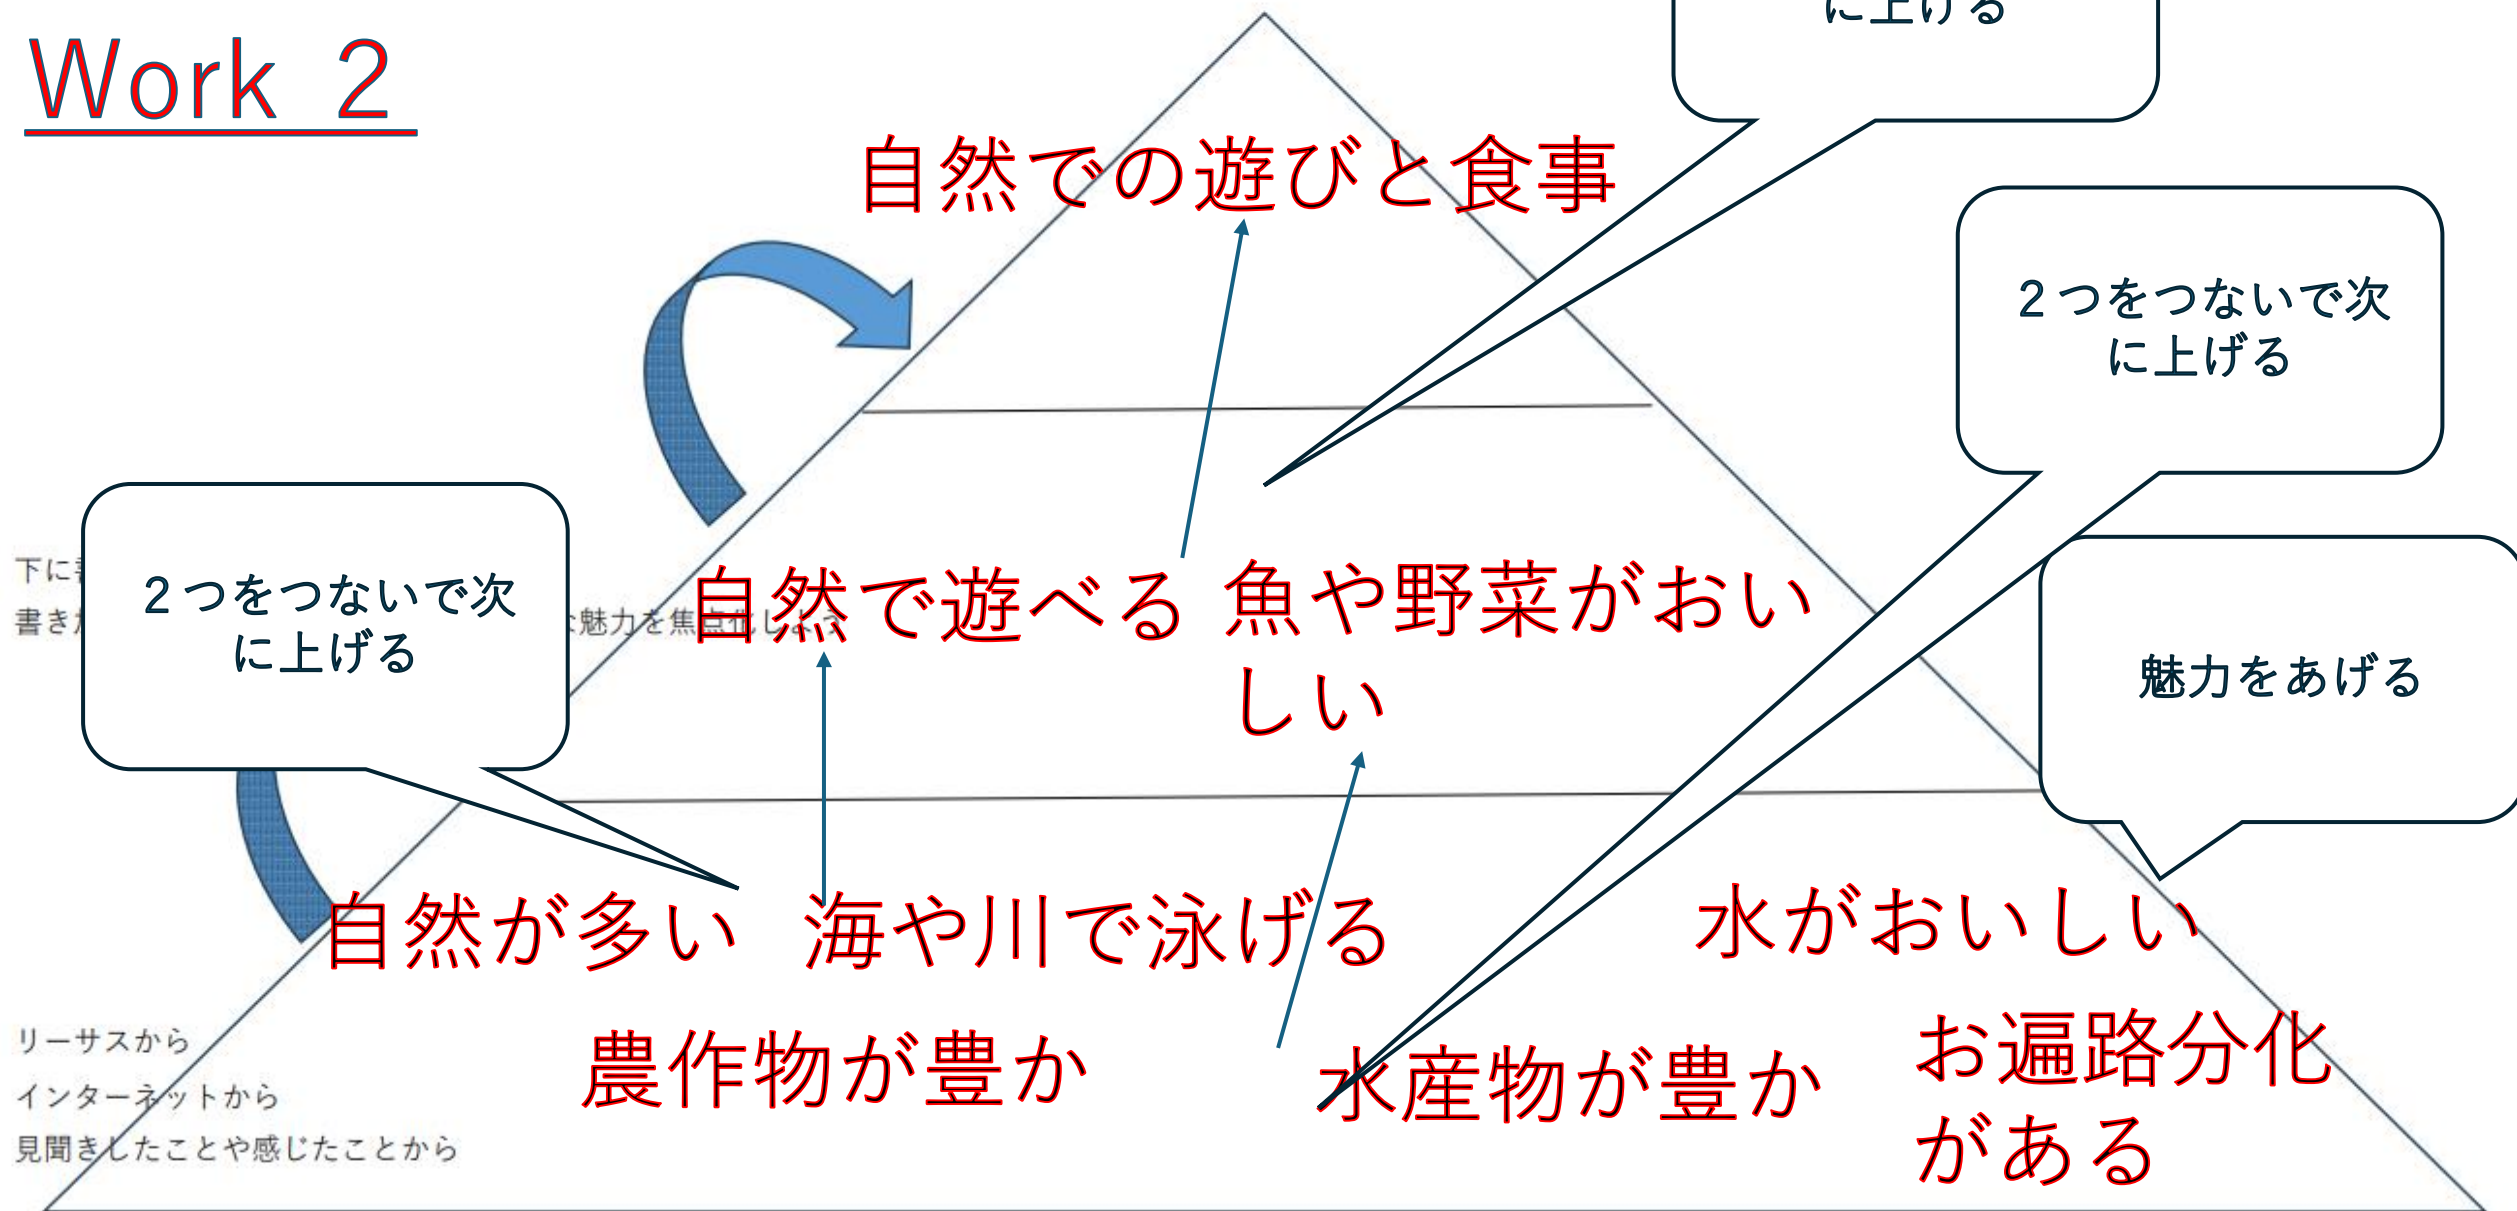 Work 2
に上げる
自然での遊びと食事
２つをつないで次
に上げる
２つをつないで次
に上げる
下に
書き
魅力を焦点化しよう
自然で遊べる
魚や野菜がおい
しい
魅力をあげる
自然が多い
海や川で泳げる
水がおいしい
農作物が豊か
水産物が豊か
お遍路分化
がある
リーサスから
インターネットから
見聞きしたことや感じたことから